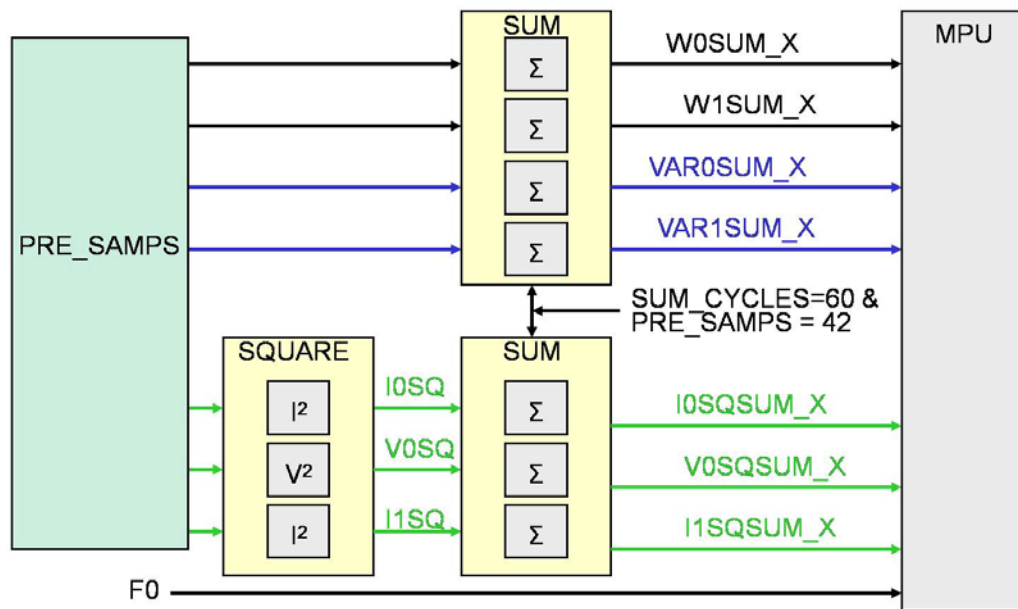 SUM
MPU
W0SUM_X
Σ
W1SUM_X
Σ
VAR0SUM_X
Σ
PRE_SAMPS
VAR1SUM_X
Σ
SUM_CYCLES=60 &
PRE_SAMPS = 42
SQUARE
SUM
I0SQ
I²
Σ
I0SQSUM_X
V0SQ
V²
Σ
V0SQSUM_X
I1SQ
I²
Σ
I1SQSUM_X
F0